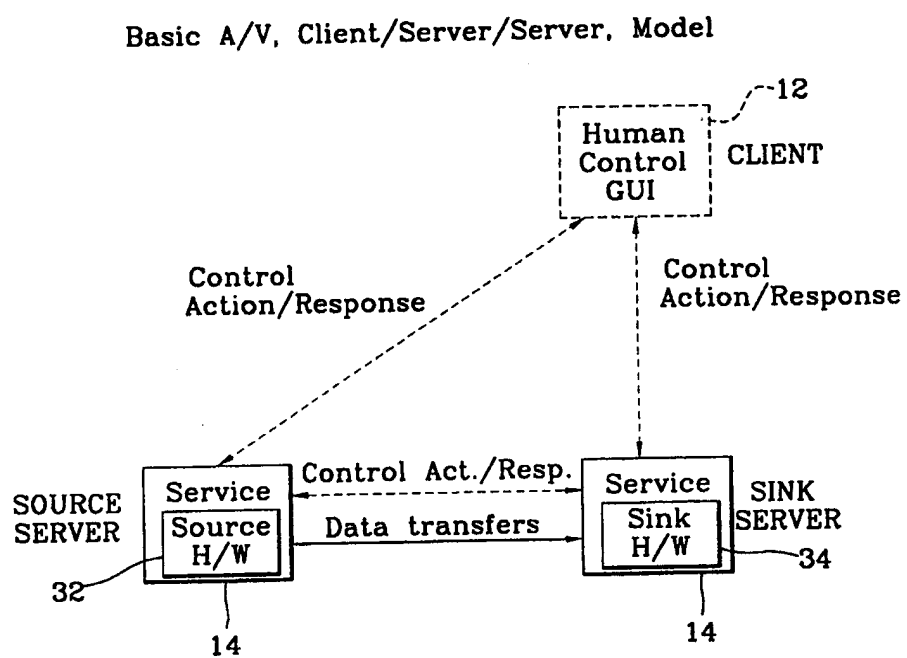 Basic A/V, Client/Server/Server, Model
12
Human
Control
GUI
CLIENT
Control
Action/Response
Control
Action/Response
SOURCE
SERVER
Service
Source
H/W
Control Act./Resp.
Data transfers
Service
Sink
H/W
SINK
SERVER
32
34
14
14